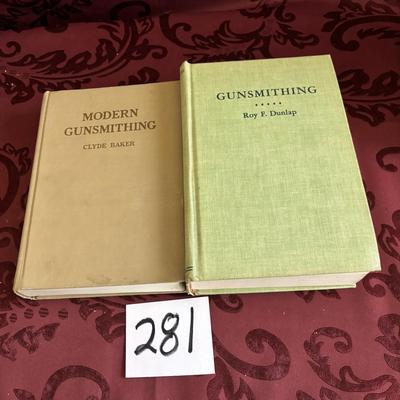 MODERN
GUNSMITHING
CLYDE BAKER
GUNSMITHING
Roy F. Dunlap
281